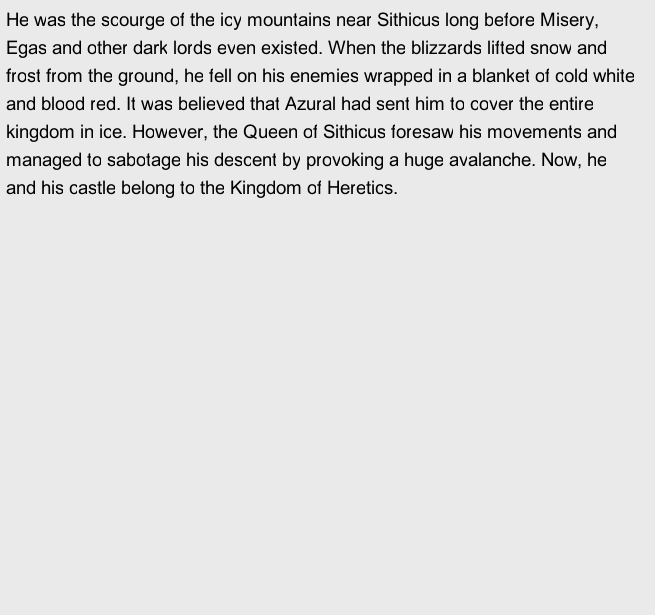 He was the scourge of the icy mountains near Sithicus long before Misery,
Egas and other dark lords even existed. When the blizzards lifted snow and
frost from the ground, he fell on his enemies wrapped in a blanket of cold white
and blood red. It was believed that Azural had sent him to cover the entire
kingdom in ice. However, the Queen of Sithicus foresaw his movements and
managed to sabotage his descent by provoking a huge avalanche. Now, he
and his castle belong to the Kingdom of Heretics.